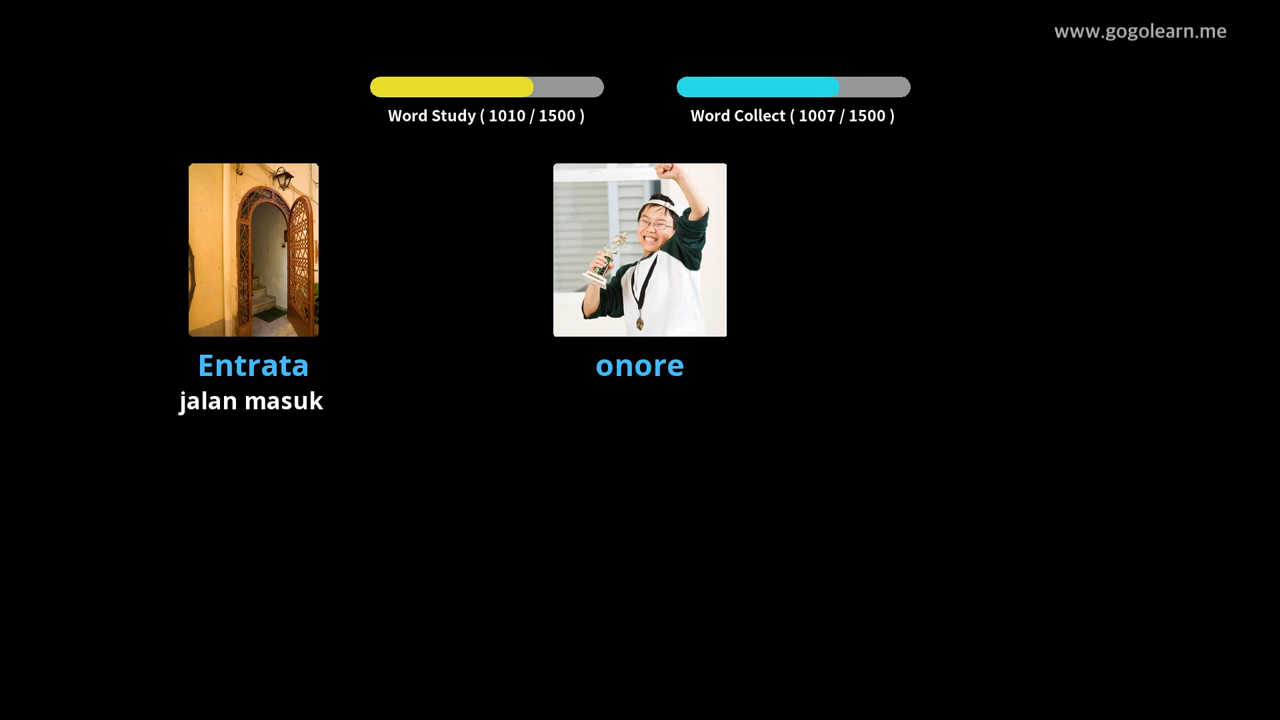 www.gogolearn.me
Word Study ( 1010 / 1500 )
Word Collect ( 1007 / 1500 )
Entrata
jalan masuk
onore